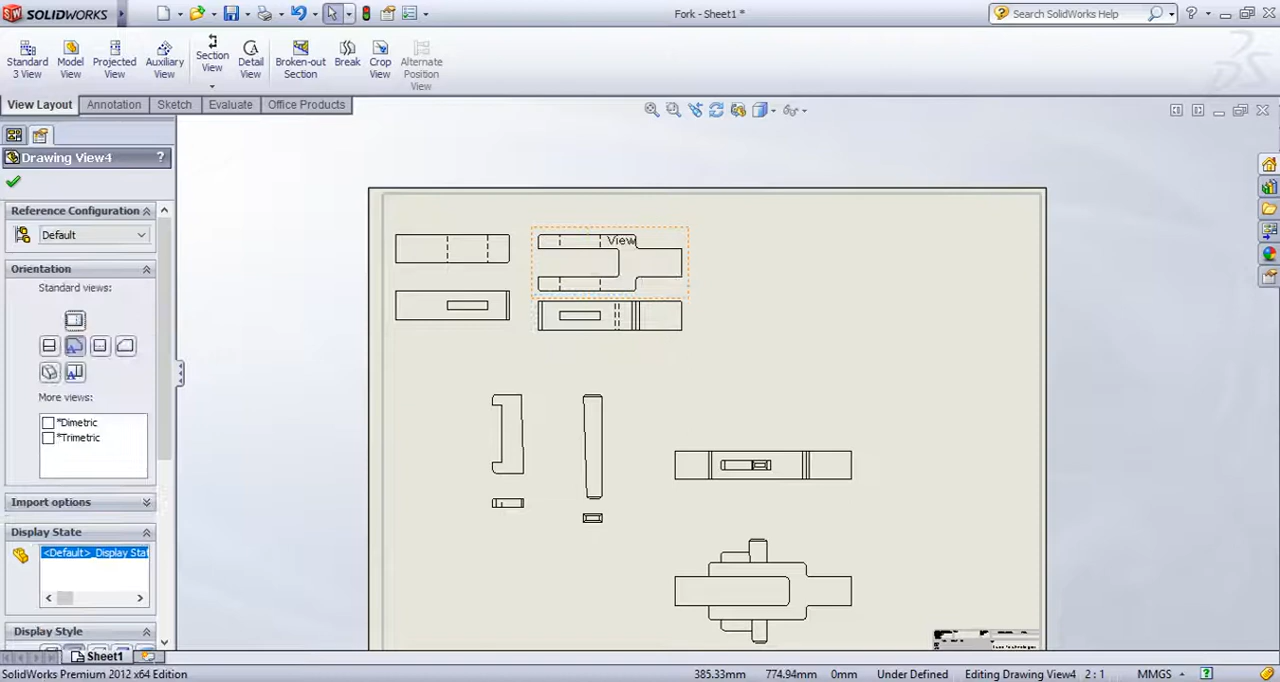 SOLIDWORKS
Fork - Sheet1 *
Search SolidWorks Help
Standard 3 View
Model View
Projected View
Auxiliary View
Section View
Detail View
Broken-out Section
Break
Crop View
Alternate Position View
View Layout
Annotation
Sketch
Evaluate
Office Products
Drawing View4
?
Reference Configuration
Default
Orientation
Standard views:
More views:
*Dimetric
*Trimetric
Import options
Display State
<Default>_Display Stat
Display Style
View
Sheet1
SolidWorks Premium 2012 x64 Edition
385.33mm
774.94mm
0mm
Under Defined
Editing Drawing View4
2 : 1
MMGS
?